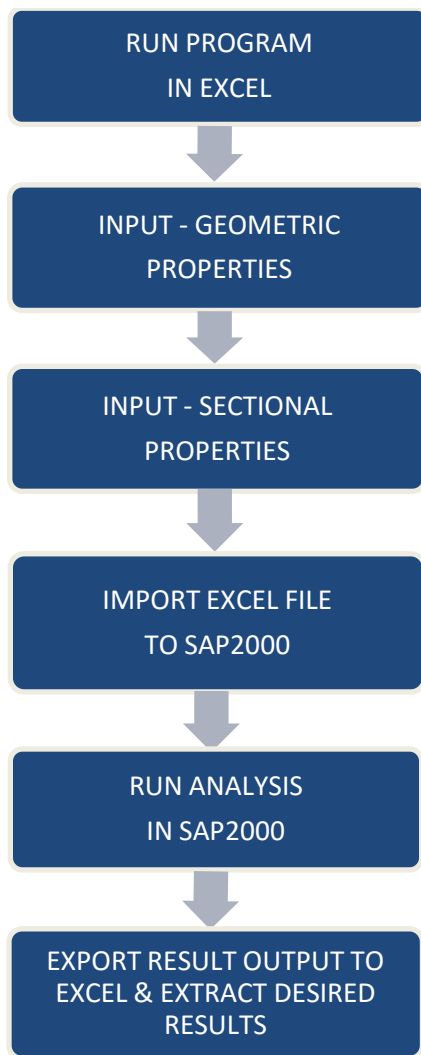 RUN PROGRAM
IN EXCEL
INPUT - GEOMETRIC
PROPERTIES
INPUT - SECTIONAL
PROPERTIES
IMPORT EXCEL FILE
TO SAP2000
RUN ANALYSIS
IN SAP2000
EXPORT RESULT OUTPUT TO
EXCEL & EXTRACT DESIRED
RESULTS